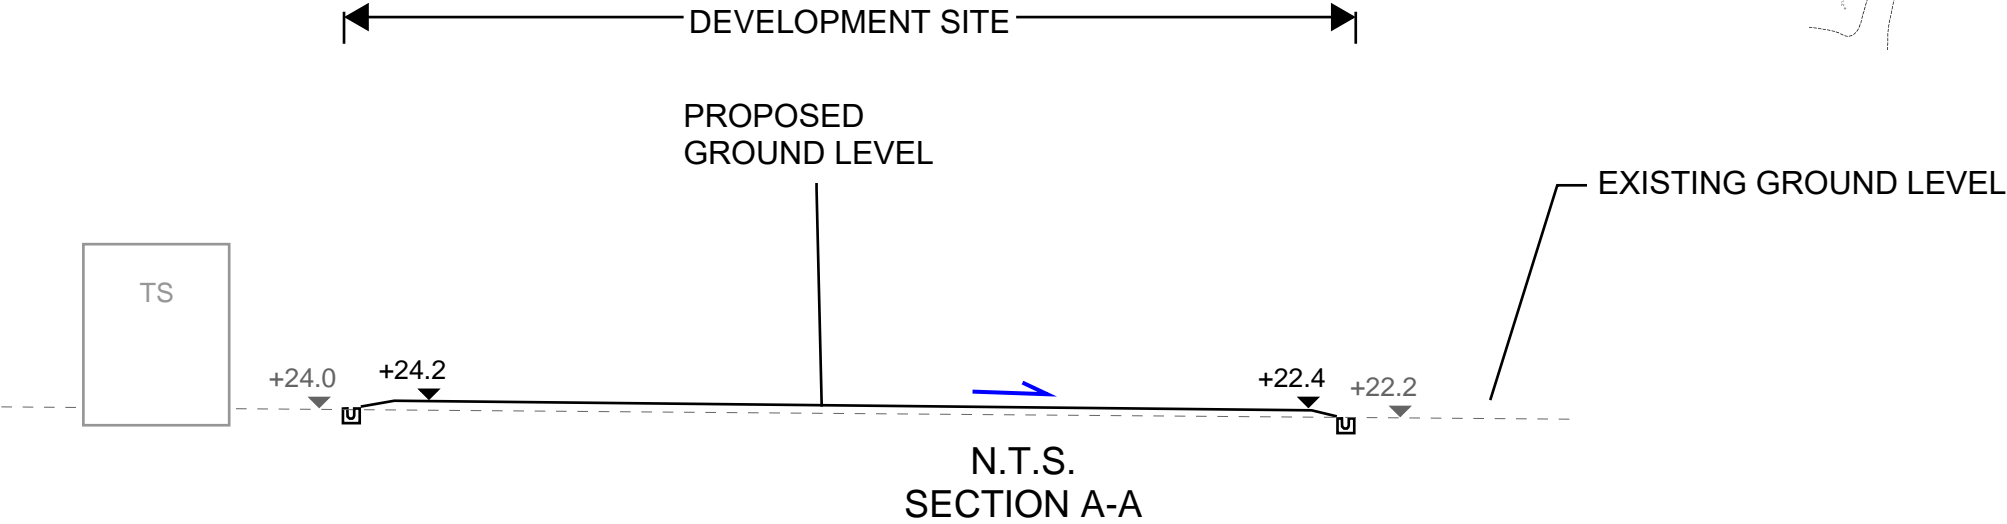 DEVELOPMENT SITE
PROPOSED
GROUND LEVEL
EXISTING GROUND LEVEL
TS
+24.0
+24.2
+22.4
+22.2
N.T.S.
SECTION A-A